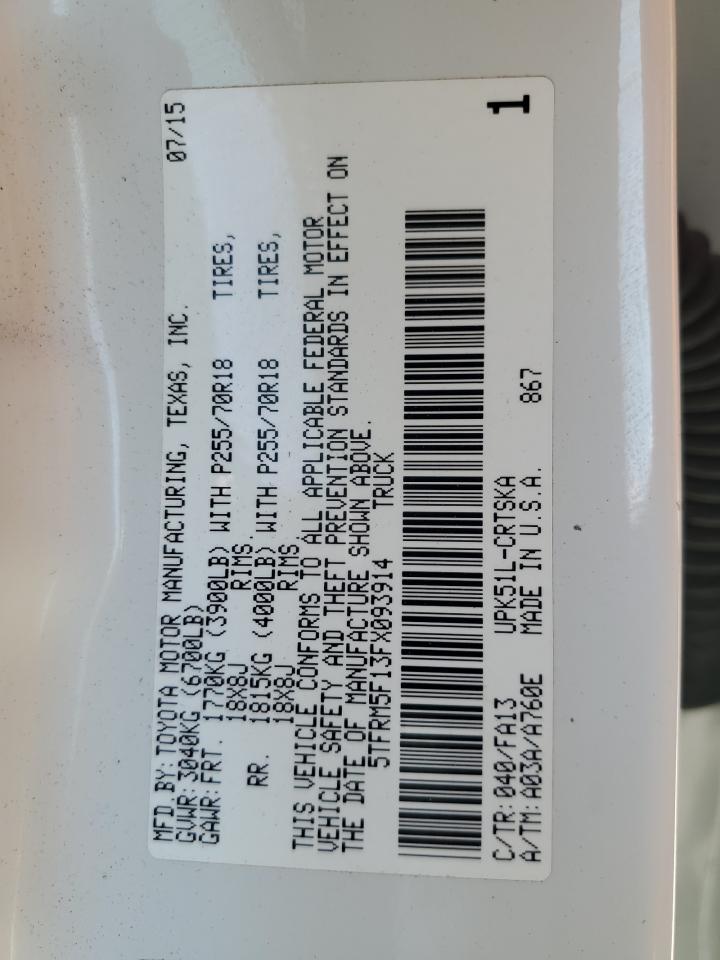 MFD BY: TOYOTA MOTOR MANUFACTURING, TEXAS, INC. 07/15
GVWR: 3040KG (6700LB)
GAWR: FRT. 1770KG (3900LB) WITH P255/70R18 TIRES,
18X8J RIMS.
RR. 1815KG (4000LB) WITH P255/70R18 TIRES,
18X8J RIMS.
THIS VEHICLE CONFORMS TO ALL APPLICABLE FEDERAL MOTOR
VEHICLE SAFETY AND THEFT PREVENTION STANDARDS IN EFFECT ON
THE DATE OF MANUFACTURE SHOWN ABOVE.
5TFRM5F13FX093914 TRUCK
C/TR: 040/FA13 UPK51L-CRTSKA
A/TM: A03A/A760E MADE IN U.S.A. 867
1